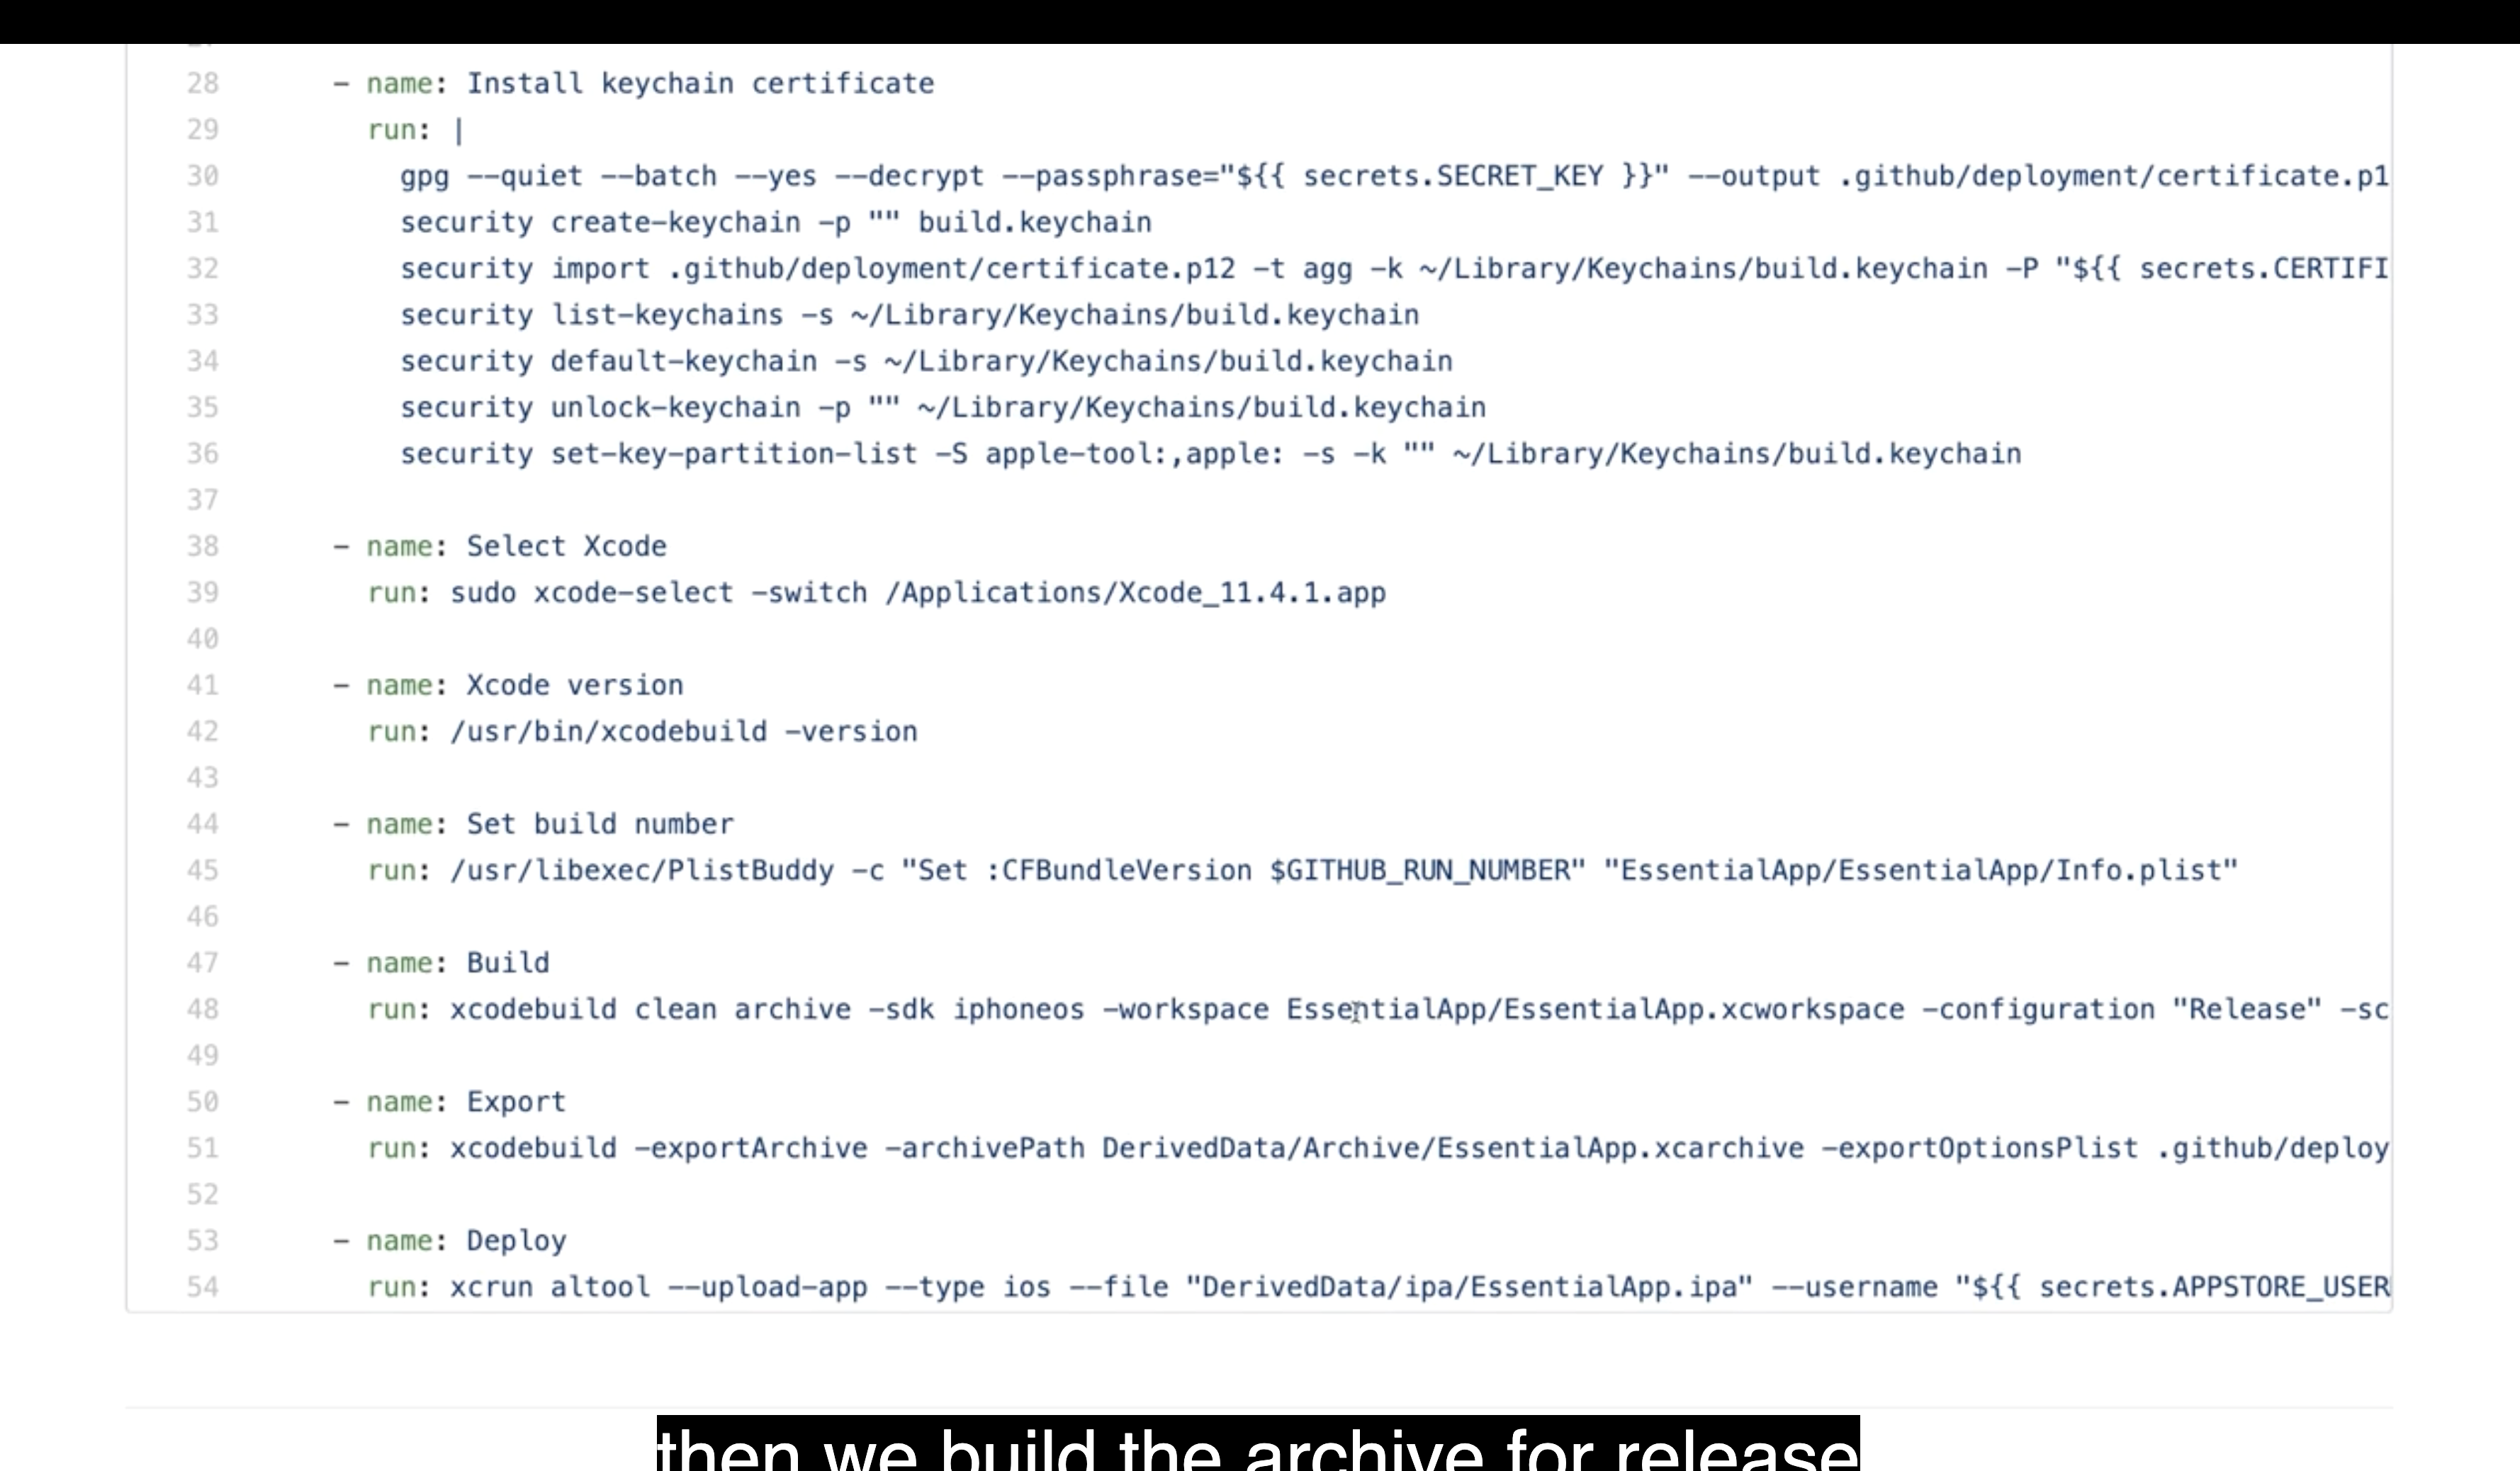 28 - name: Install keychain certificate
29 run: |
30 gpg --quiet --batch --yes --decrypt --passphrase="${{ secrets.SECRET_KEY }}" --output .github/deployment/certificate.p1
31 security create-keychain -p "" build.keychain
32 security import .github/deployment/certificate.p12 -t agg -k ~/Library/Keychains/build.keychain -P "${{ secrets.CERTIFI
33 security list-keychains -s ~/Library/Keychains/build.keychain
34 security default-keychain -s ~/Library/Keychains/build.keychain
35 security unlock-keychain -p "" ~/Library/Keychains/build.keychain
36 security set-key-partition-list -S apple-tool:,apple: -s -k "" ~/Library/Keychains/build.keychain
37
38 - name: Select Xcode
39 run: sudo xcode-select -switch /Applications/Xcode_11.4.1.app
40
41 - name: Xcode version
42 run: /usr/bin/xcodebuild -version
43
44 - name: Set build number
45 run: /usr/libexec/PlistBuddy -c "Set :CFBundleVersion $GITHUB_RUN_NUMBER" "EssentialApp/EssentialApp/Info.plist"
46
47 - name: Build
48 run: xcodebuild clean archive -sdk iphoneos -workspace EssentialApp/EssentialApp.xcworkspace -configuration "Release" -sc
49
50 - name: Export
51 run: xcodebuild -exportArchive -archivePath DerivedData/Archive/EssentialApp.xcarchive -exportOptionsPlist .github/deploy
52
53 - name: Deploy
54 run: xcrun altool --upload-app --type ios --file "DerivedData/ipa/EssentialApp.ipa" --username "${{ secrets.APPSTORE_USER
then we build the archive for release